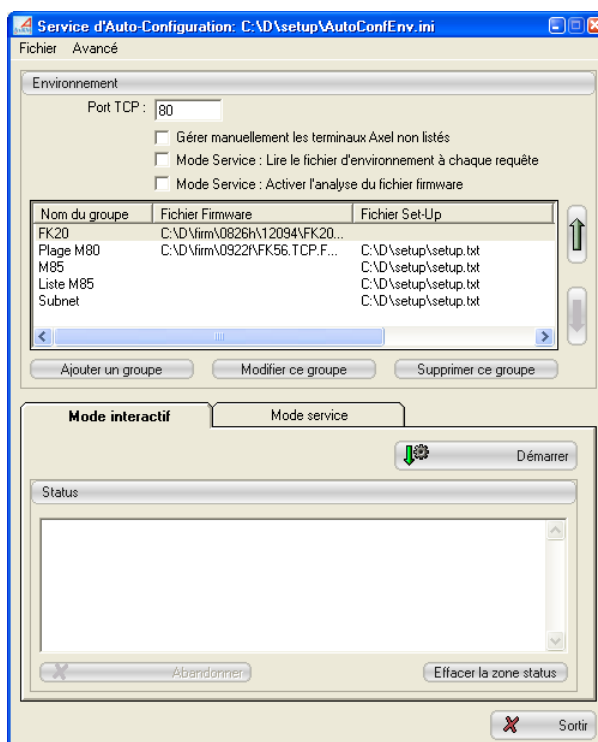 Service d'Auto-Configuration: C:\D\setup\AutoConfEnv.ini
Fichier Avancé
Environnement
Port TCP : 80
Gérer manuellement les terminaux Axel non listés
Mode Service : Lire le fichier d'environnement à chaque requête
Mode Service : Activer l'analyse du fichier firmware
Nom du groupe Fichier Firmware Fichier Set-Up
FK20 C:\D\firm\0826h\12094\FK20...
Plage M80 C:\D\firm\0922f\FK56.TCP.F... C:\D\setup\setup.txt
M85 C:\D\setup\setup.txt
Liste M85 C:\D\setup\setup.txt
Subnet C:\D\setup\setup.txt
Ajouter un groupe Modifier ce groupe Supprimer ce groupe
Mode interactif Mode service
Démarrer
Status
Abandonner Effacer la zone status
Sortir